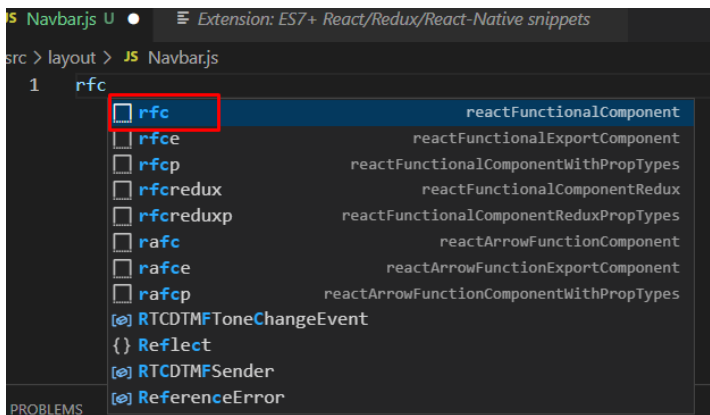 JS Navbar.js U ● Extension: ES7+ React/Redux/React-Native snippets
src > layout > JS Navbar.js
1 rfc
rfc reactFunctionalComponent
rfce reactFunctionalExportComponent
rfcp reactFunctionalComponentWithPropTypes
rfcredux reactFunctionalComponentRedux
rfcreduxp reactFunctionalComponentReduxPropTypes
rafc reactArrowFunctionComponent
rafce reactArrowFunctionExportComponent
rafcp reactArrowFunctionComponentWithPropTypes
RTCDTMFToneChangeEvent
{} Reflect
RTCDTMFSender
ReferenceError
PROBLEMS